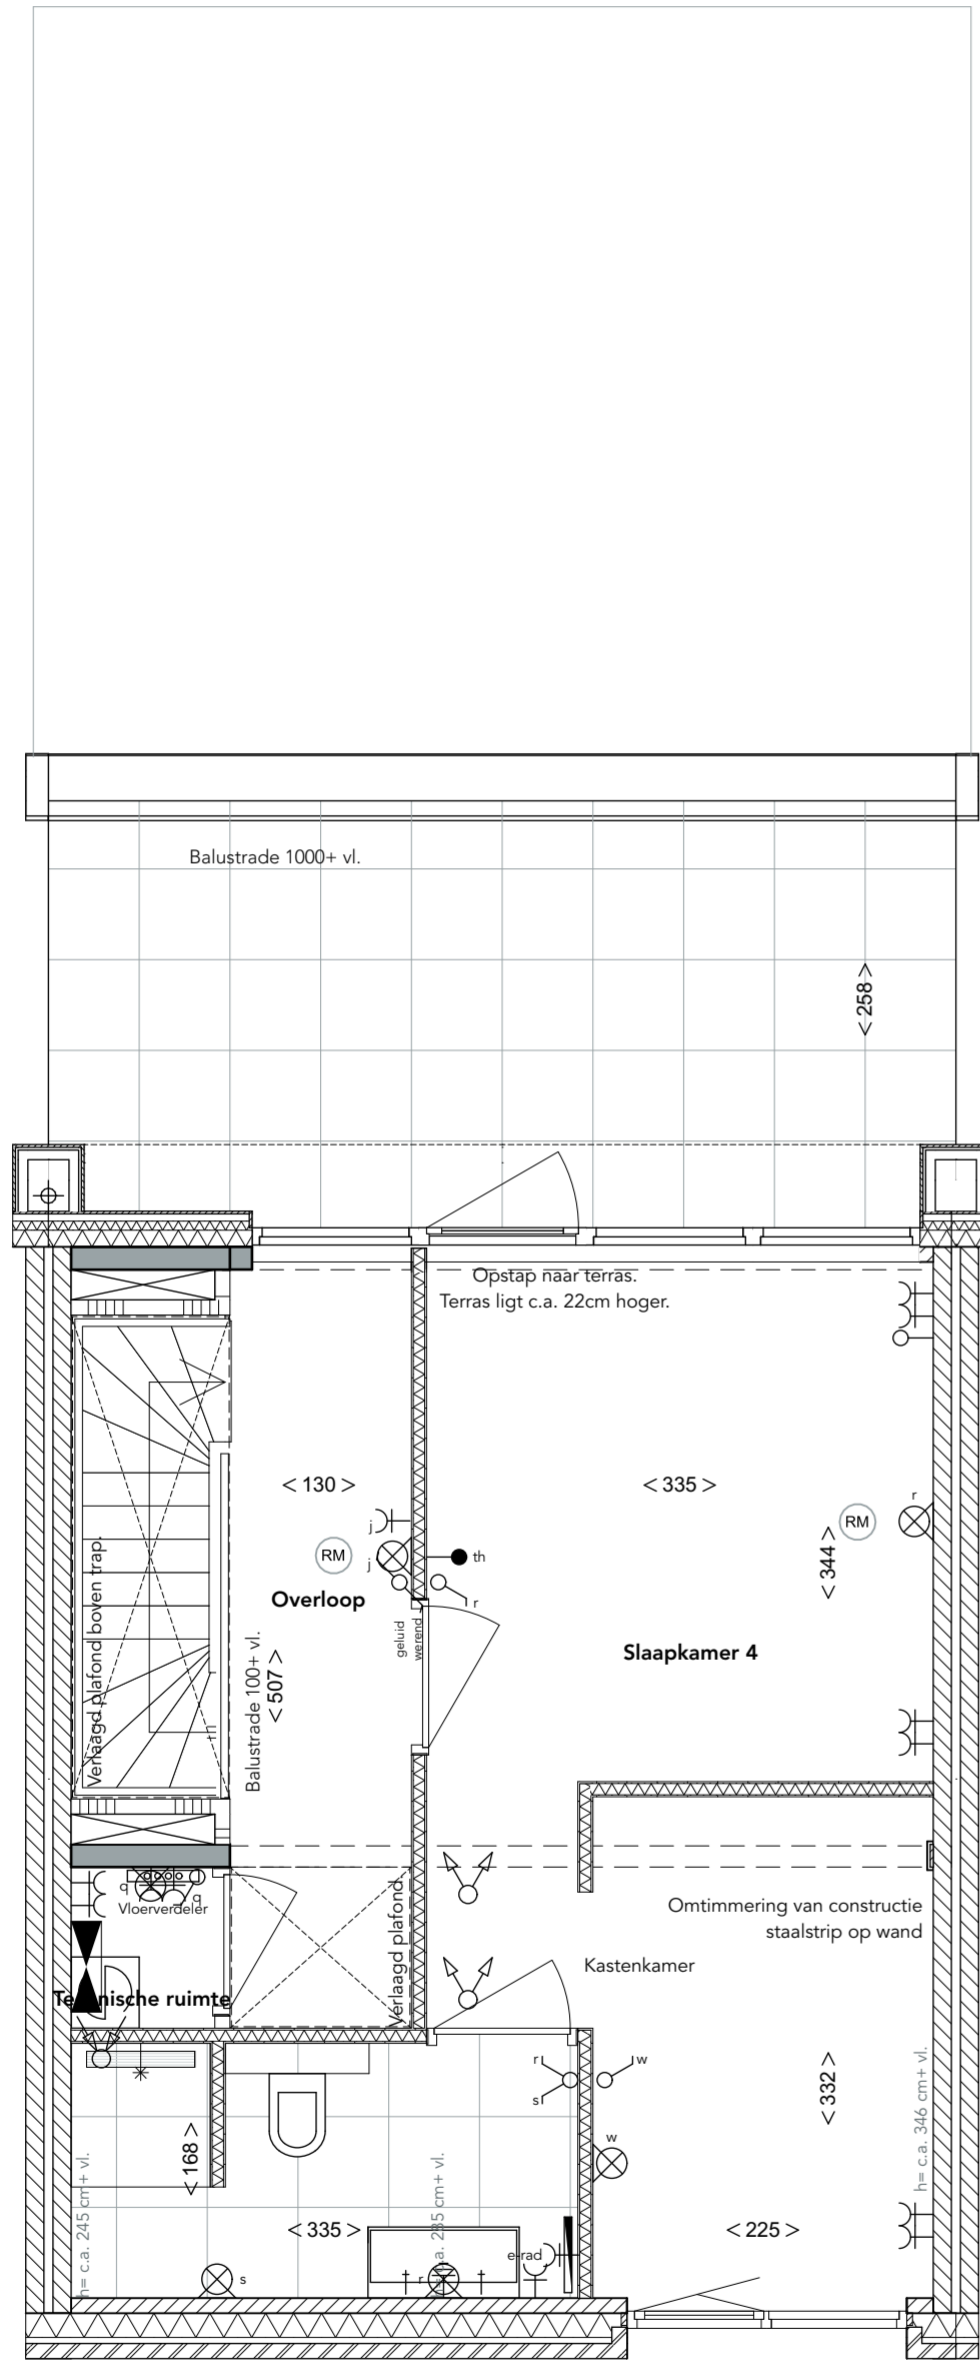 Balustrade 1000+ vl.
< 258 >
Opstap naar terras.
Terras ligt c.a. 22cm hoger.
< 130 >
< 335 >
j
RM
j
th
r
r
RM
< 344 >
Overloop
geluid
werend
Slaapkamer 4
Verlaagd plafond boven trap.
Balustrade 100+ vl.
< 507 >
q
q
Vloerverdeler
Verlaagd plafond
Omtimmering van constructie
staalstrip op wand
Kastenkamer
Technische ruimte
r
s
w
w
< 332 >
h= c.a. 346 cm+ vl.
< 168 >
h= c.a. 245 cm+ vl.
< 335 >
e-rad
< 225 >
s
r